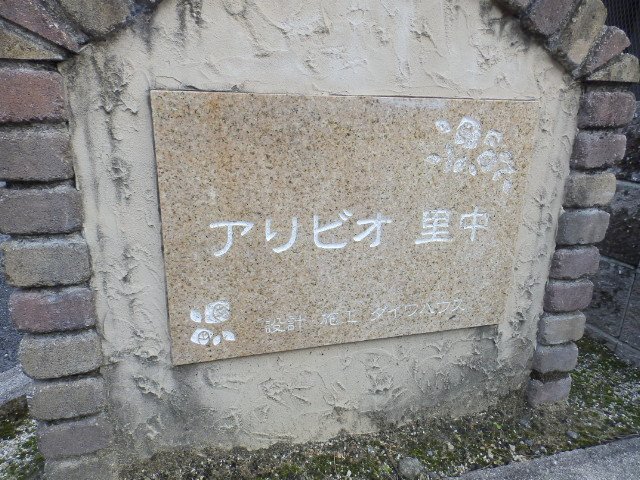 アリビオ 里中
設計 施工 ダイワハウス